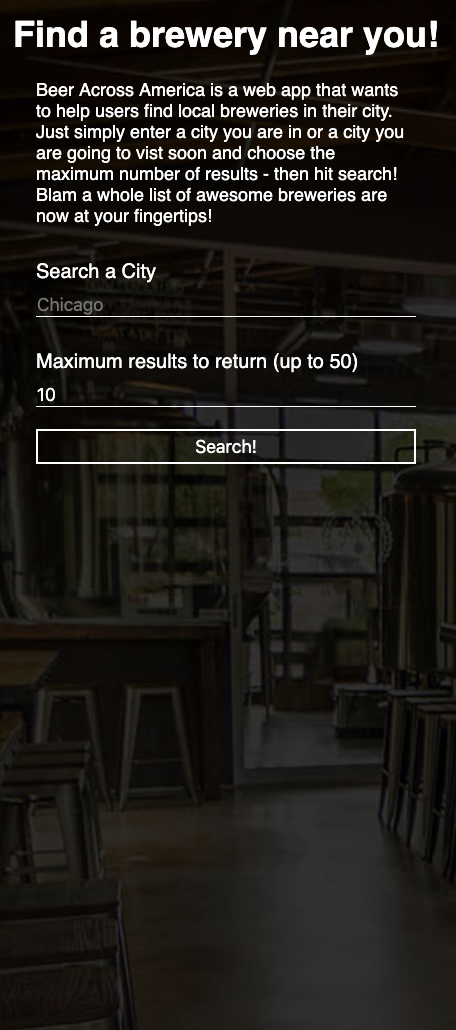 Find a brewery near you!
Beer Across America is a web app that wants
to help users find local breweries in their city.
Just simply enter a city you are in or a city you
are going to vist soon and choose the
maximum number of results - then hit search!
Blam a whole list of awesome breweries are
now at your fingertips!
Search a City
Chicago
Maximum results to return (up to 50)
10
Search!